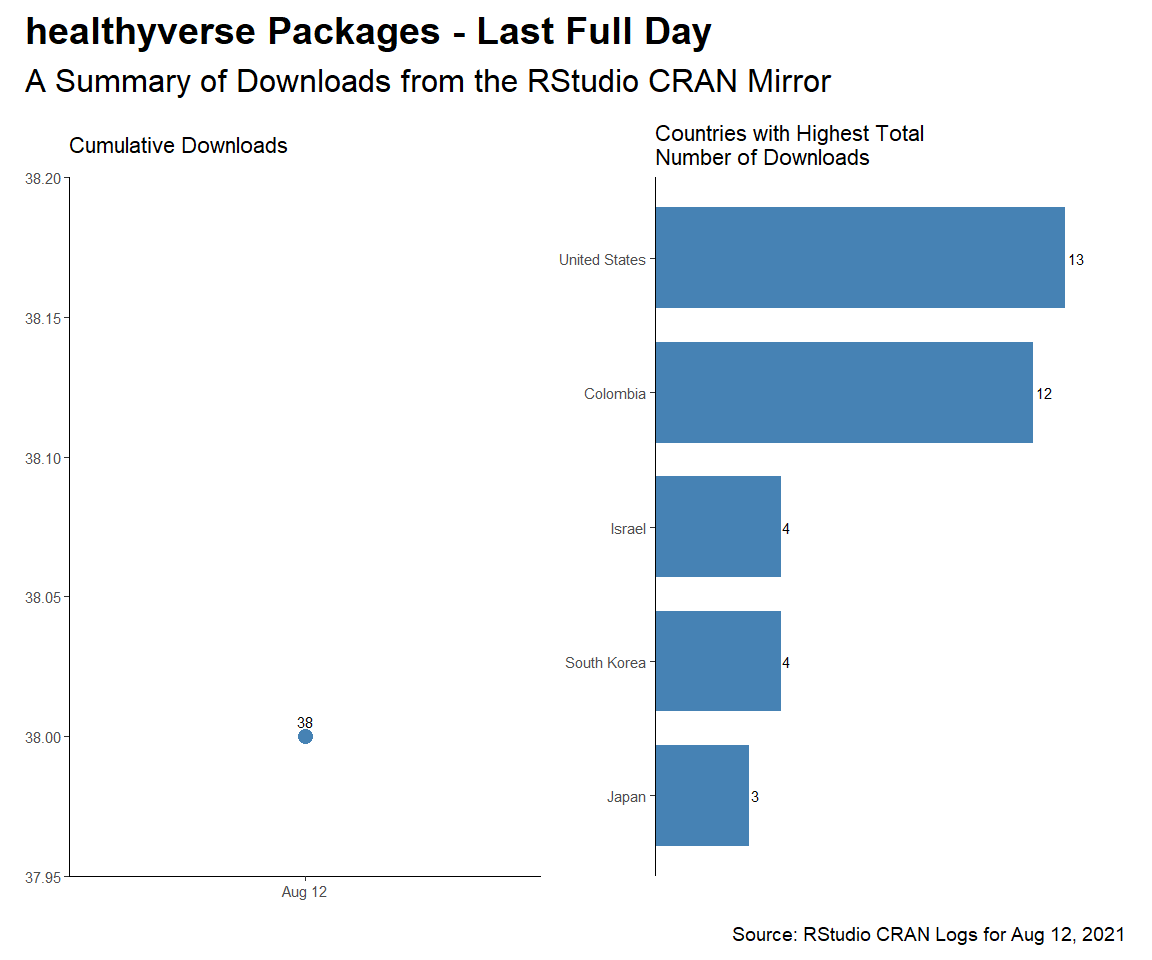 healthyverse Packages - Last Full Day
A Summary of Downloads from the RStudio CRAN Mirror
Cumulative Downloads
38.20
38.15
38.10
38.05
38.00
37.95
38
Aug 12
Countries with Highest Total
Number of Downloads
United States
13
Colombia
12
Israel
4
South Korea
4
Japan
3
Source: RStudio CRAN Logs for Aug 12, 2021